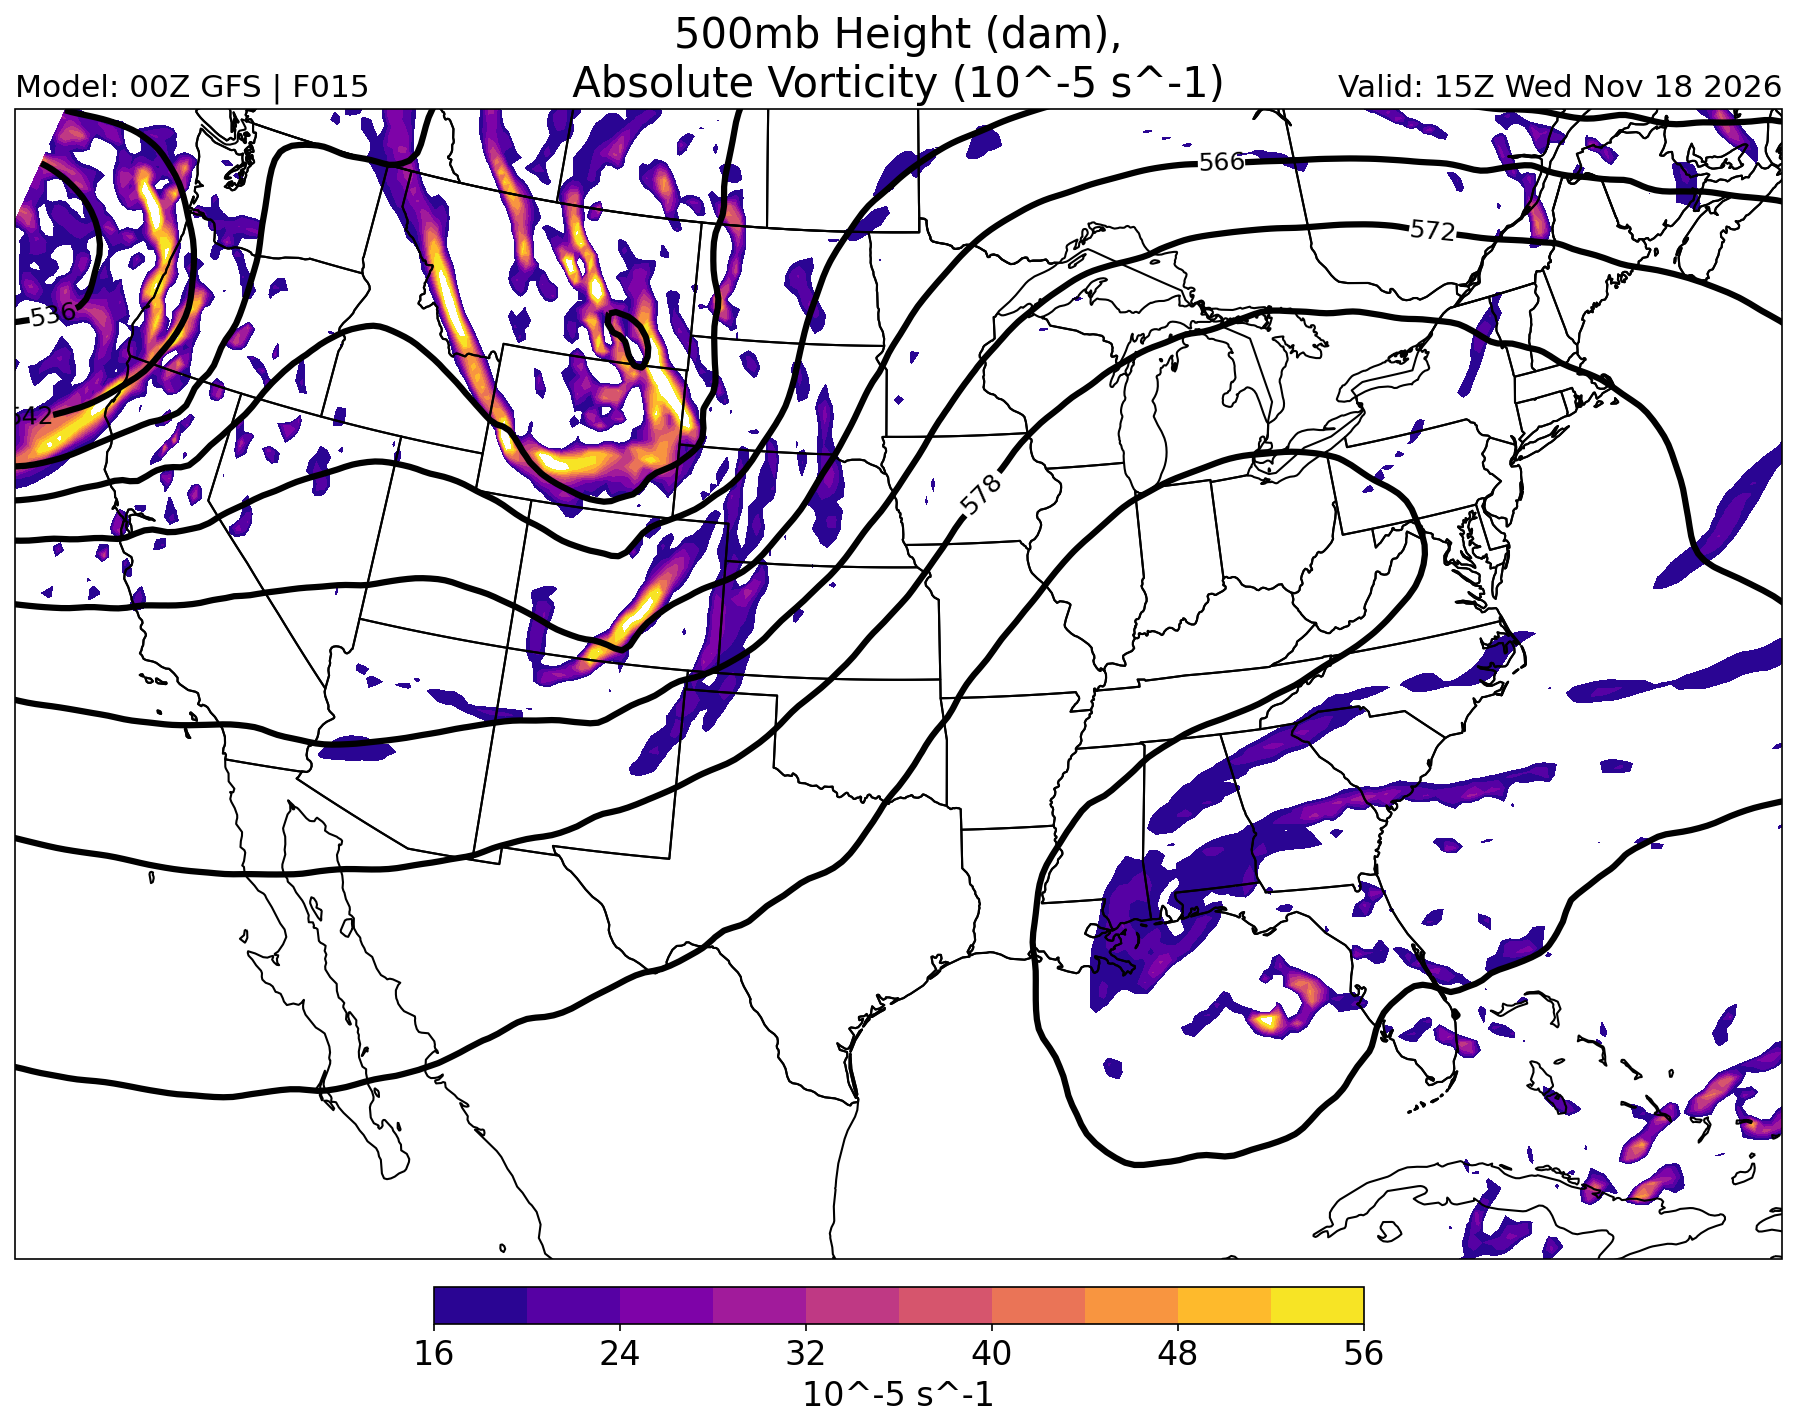 500mb Height (dam),
Model: 00Z GFS | F015
Absolute Vorticity (10^-5 s^-1)
Valid: 15Z Wed Nov 18 2026
566
572
536
542
578
16 24 32 40 48 56
10^-5 s^-1